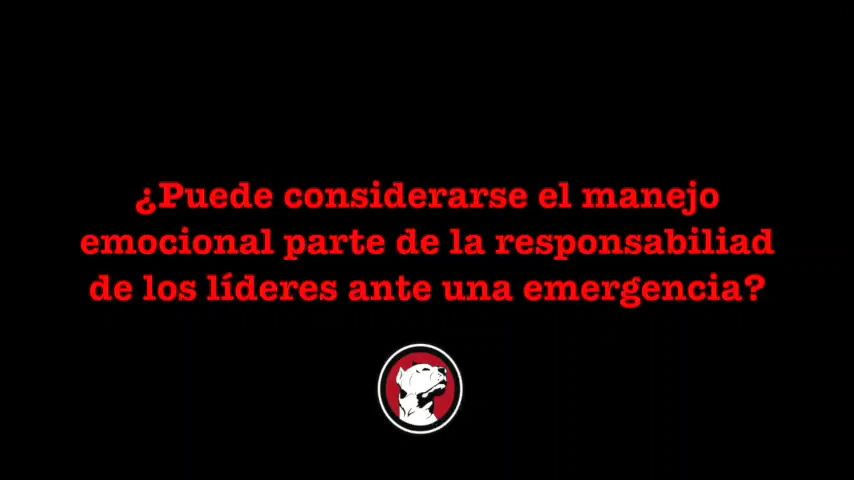 ¿Puede considerarse el manejo
emocional parte de la responsabiliad
de los líderes ante una emergencia?